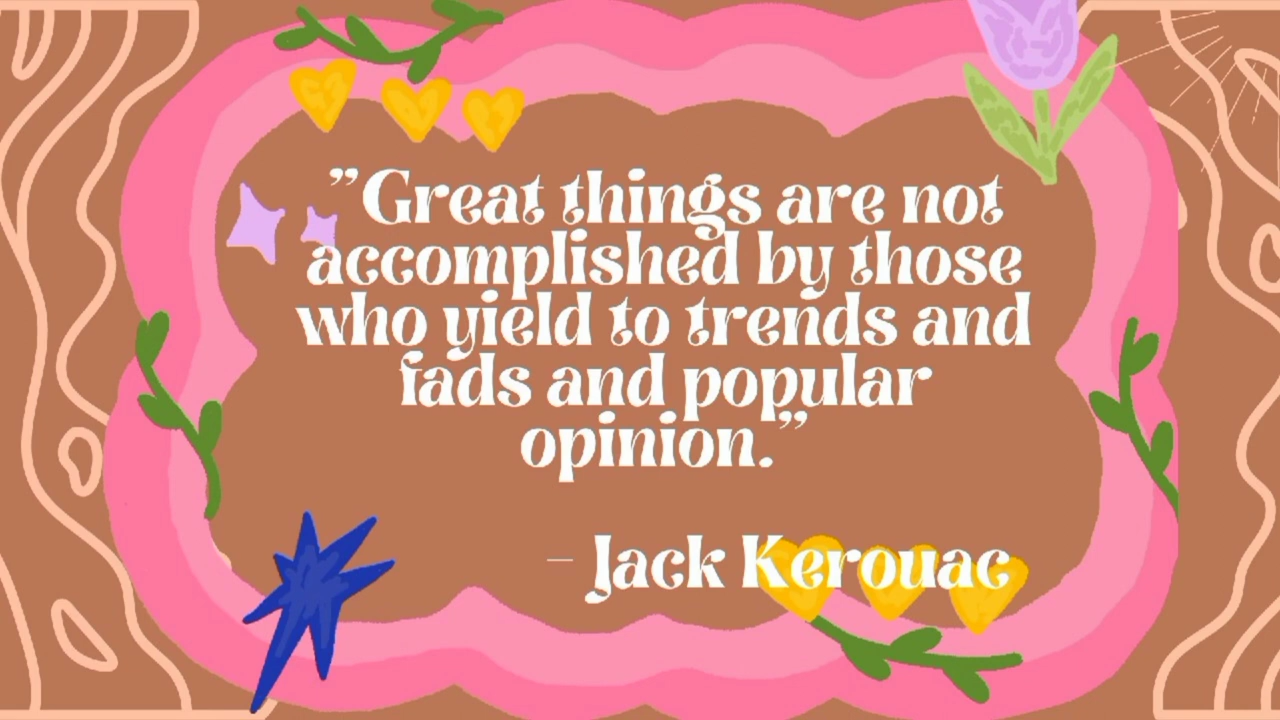 ”Great things are not
accomplished by those
who yield to trends and
fads and popular
opinion.”
– Jack Kerouac